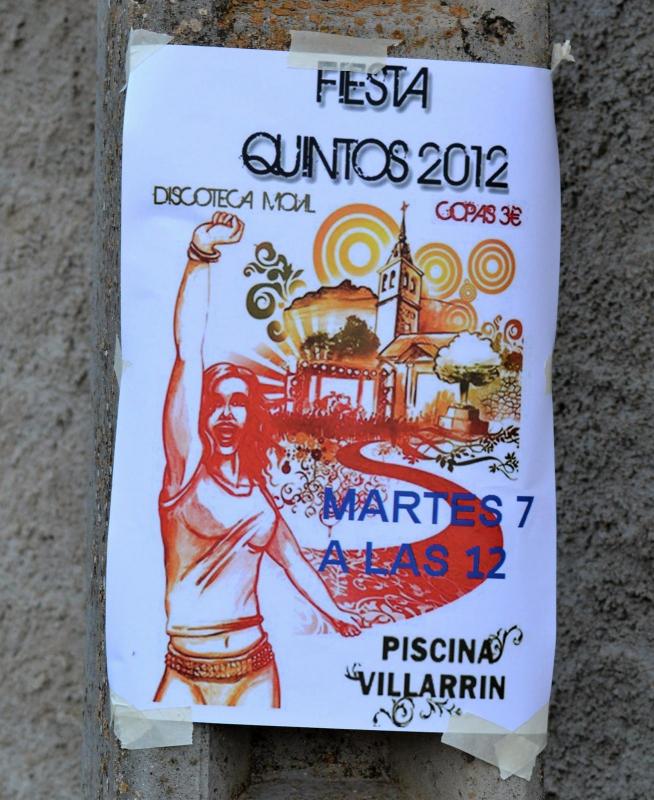 FIESTA
QUINTOS 2012
DISCOTECA MOVIL
COPAS 3€
MARTES 7
A LAS 12
PISCINA
VILLARRIN